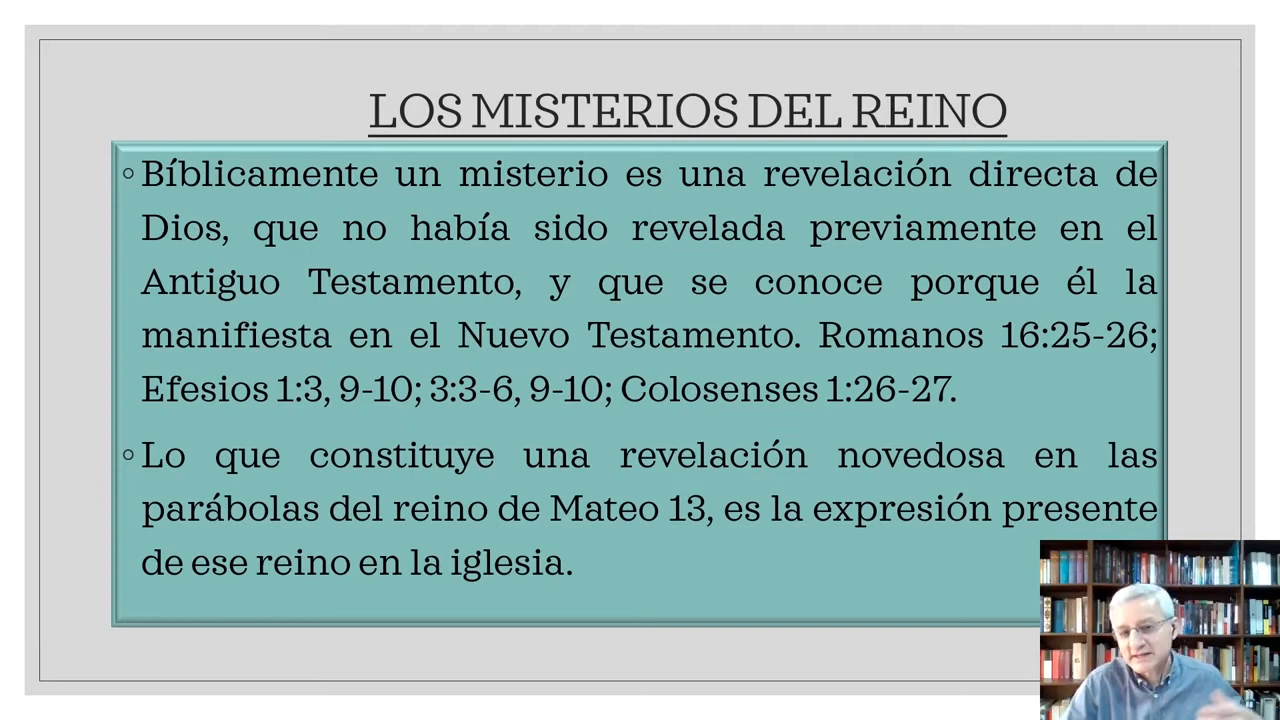 LOS MISTERIOS DEL REINO
◦Bíblicamente un misterio es una revelación directa de
Dios, que no había sido revelada previamente en el
Antiguo Testamento, y que se conoce porque él la
manifiesta en el Nuevo Testamento. Romanos 16:25-26;
Efesios 1:3, 9-10; 3:3-6, 9-10; Colosenses 1:26-27.
◦Lo que constituye una revelación novedosa en las
parábolas del reino de Mateo 13, es la expresión presente
de ese reino en la iglesia.